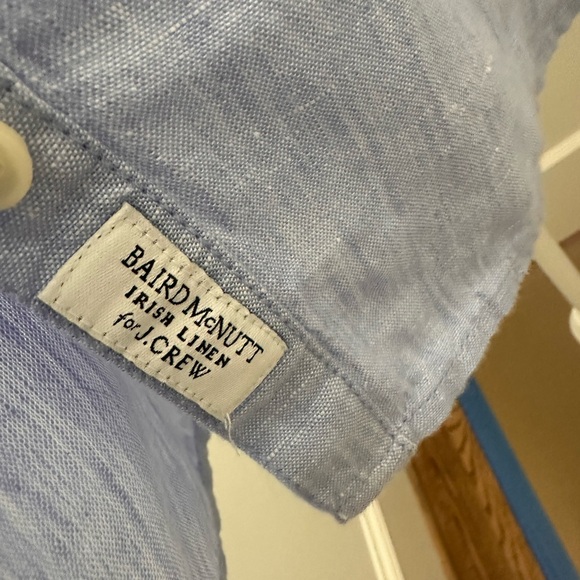 BAIRD McNUTT
IRISH LINEN
for J.CREW